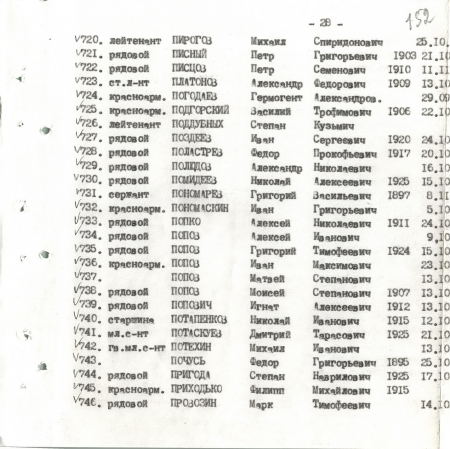 - 28 -
152
720. лейтенант ПИРОГОВ Михаил Спиридонович 25.10.
721. рядовой ПИСНЫЙ Петр Григорьевич 1903 21.10
722. рядовой ПИСЦОВ Петр Семенович 1910 11.11
723. ст.л-нт ПЛАТОНОВ Александр Федорович 1909 13.10
724. красноарм. ПОГОДАЕВ Гермогент Александров. 29.09
725. красноарм. ПОДГОРСКИЙ Василий Трофимович 1906 22.10
726. лейтенант ПОДДУБНЫХ Степан Кузьмич
727. рядовой ПОЗДЕЕВ Иван Сергеевич 1920 24.10
728. рядовой ПОЛАСТРЕВ Федор Прокофьевич 1917 20.10
729. рядовой Александр Николаевич 16.10
730. рядовой ПОМИДЕЕВ Николай Алексеевич 1925 15.10
731. сержант ПОНОМАРЕВ Григорий Васильевич 1897 8.11
732. красноарм. ПОНОМАСКИН Иван Григорьевич 5.10
733. рядовой ПОПКО Алексей Николаевич 1911 24.10
734. рядовой ПОПОВ Алексей Иванович 9.10
735. рядовой ПОПОВ Григорий Тимофеевич 1924 15.10
736. красноарм. ПОПОВ Иван Максимович 23.10
737. ПОПОВ Матвей Степанович 13.10
738. рядовой ПОПОВ Моисей Степанович 1907 13.10
739. рядовой ПОПОВИЧ Игнат Алексеевич 1912 13.10
740. старшина ПОТАПЕНКОВ Николай Иванович 1915 12.10
741. мл.с-нт ПОТАСКУЕВ Дмитрий Тарасович 1923 21.10
742. гв.мл.с-нт ПОТЕХИН Михаил Иванович 13.10
743. ПОЧУСЬ Федор Григорьевич 1895 25.10
744. рядовой ПРИГОДА Степан Гаврилович 1925 17.10
745. красноарм. ПРИХОДЬКО Филипп Михайлович 1915
746. рядовой ПРОВОЗИН Марк Тимофеевич 14.10